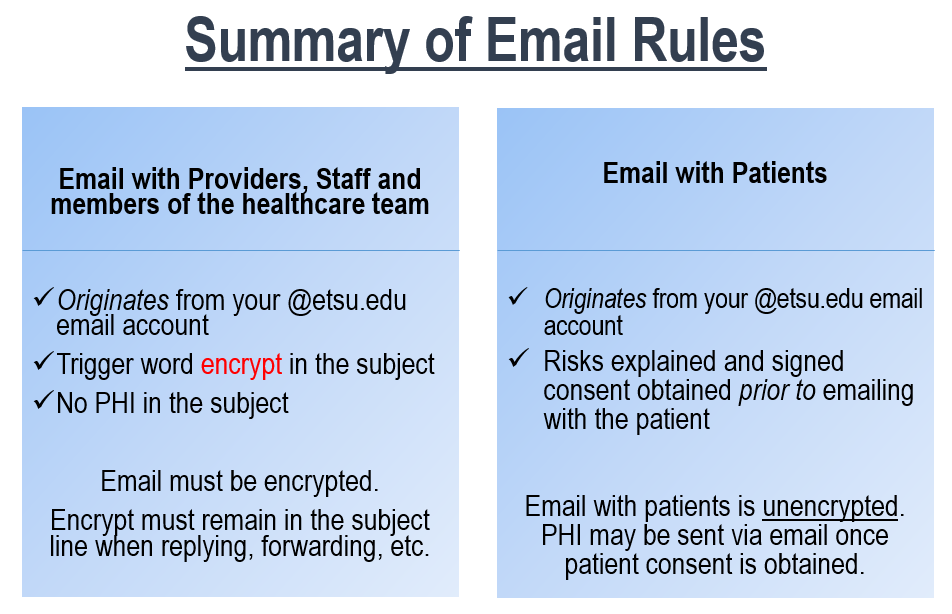 Summary of Email Rules
Email with Providers, Staff and
members of the healthcare team
✓ Originates from your @etsu.edu
email account
✓ Trigger word encrypt in the subject
✓ No PHI in the subject
Email must be encrypted.
Encrypt must remain in the subject
line when replying, forwarding, etc.
Email with Patients
✓ Originates from your @etsu.edu email
account
✓ Risks explained and signed
consent obtained prior to emailing
with the patient
Email with patients is unencrypted.
PHI may be sent via email once
patient consent is obtained.